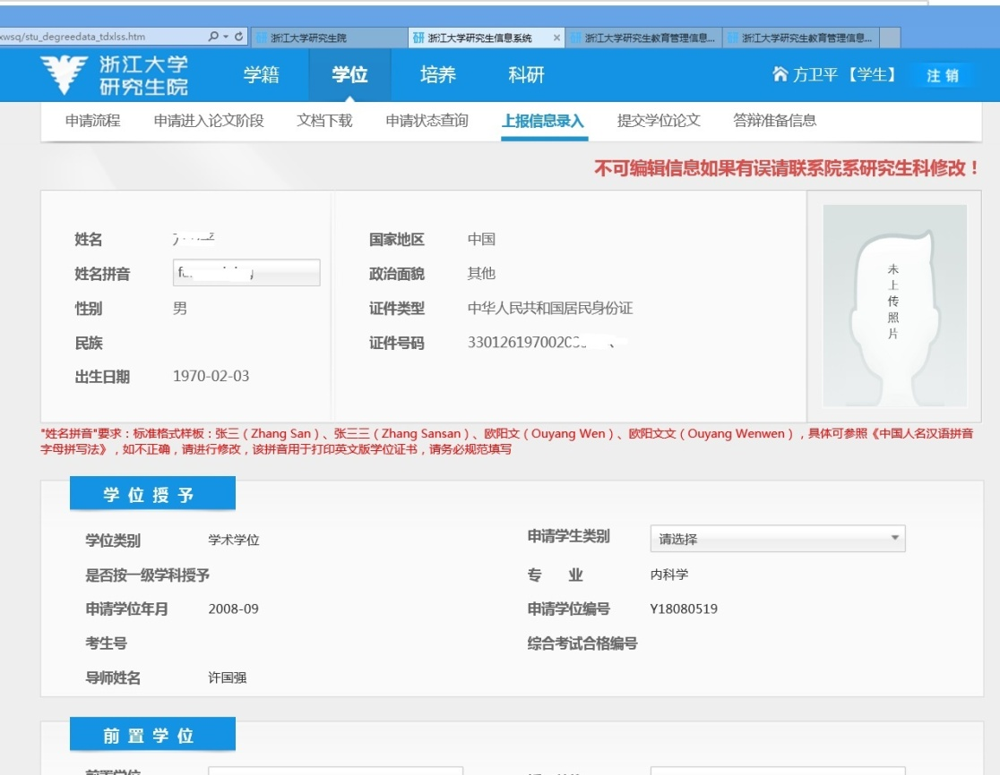 xwsq/stu_degreedata_tdxlss.htm
浙江大学研究生院
浙江大学研究生信息系统 ×
浙江大学研究生教育管理信息...
浙江大学研究生教育管理信息...
浙江大学
研究生院
学籍 学位 培养 科研
方卫平【学生】 注 销
申请流程 申请进入论文阶段 文档下载 申请状态查询 上报信息录入 提交学位论文 答辩准备信息
不可编辑信息如果有误请联系院系研究生科修改！
姓名
国家地区 中国
姓名拼音
政治面貌 其他
性别 男
证件类型 中华人民共和国居民身份证
民族
证件号码 33012619700203
出生日期 1970-02-03
未上传照片
"姓名拼音"要求：标准格式样板：张三（Zhang San）、张三三（Zhang Sansan）、欧阳文（Ouyang Wen）、欧阳文文（Ouyang Wenwen），具体可参照《中国人名汉语拼音
字母拼写法》，如不正确，请进行修改，该拼音用于打印英文版学位证书，请务必规范填写
学位授予
学位类别 学术学位
申请学生类别 请选择
是否按一级学科授予
专 业 内科学
申请学位年月 2008-09
申请学位编号 Y18080519
考生号
综合考试合格编号
导师姓名 许国强
前置学位
前置学位